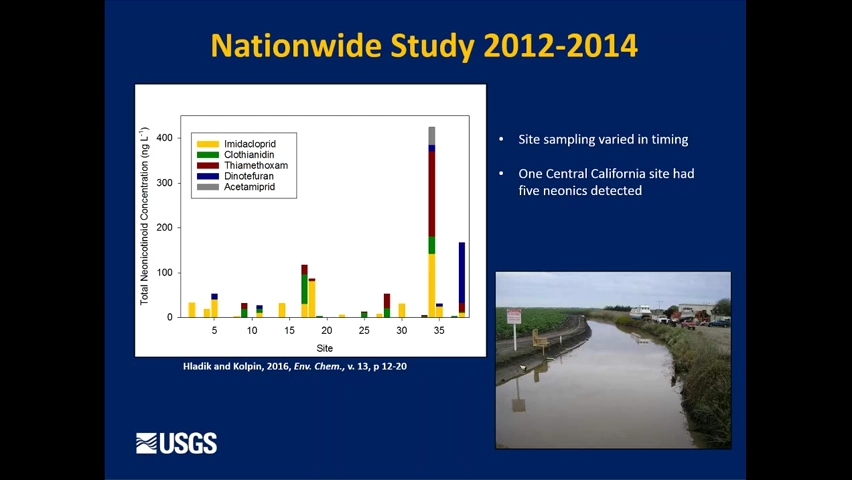 Nationwide Study 2012-2014
Total Neonicotinoid Concentration (ng L-1)
400
300
200
100
0
Imidacloprid
Clothianidin
Thiamethoxam
Dinotefuran
Acetamiprid
5 10 15 20 25 30 35
Site
Hladik and Kolpin, 2016, Env. Chem., v. 13, p 12-20
• Site sampling varied in timing
• One Central California site had
five neonics detected
USGS